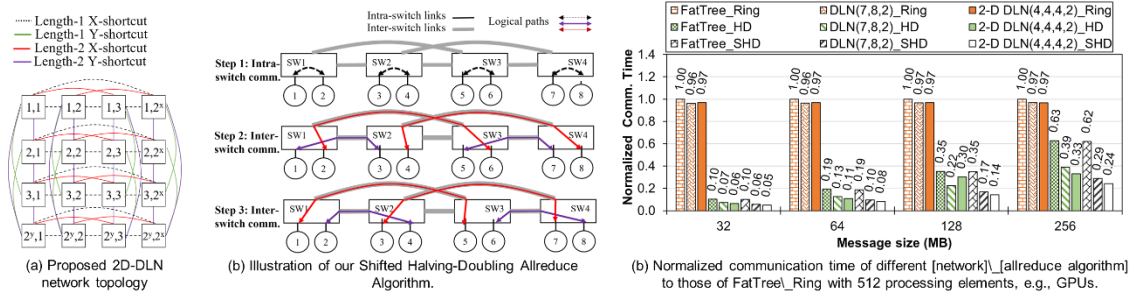 Length-1 X-shortcut
Length-1 Y-shortcut
Length-2 X-shortcut
Length-2 Y-shortcut
1,1 1,2 1,3 1,2ˣ
2,1 2,2 2,3 2,2ˣ
3,1 3,2 3,3 3,2ˣ
2ʸ,1 2ʸ,2 2ʸ,3 2ʸ,2ˣ
(a) Proposed 2D-DLN
network topology
Intra-switch links
Inter-switch links
Logical paths
Step 1: Intra-
switch comm.
SW1 SW2 SW3 SW4
1 2 3 4 5 6 7 8
Step 2: Inter-
switch comm.
SW1 SW2 SW3 SW4
1 2 3 4 5 6 7 8
Step 3: Inter-
switch comm.
SW1 SW2 SW3 SW4
1 2 3 4 5 6 7 8
(b) Illustration of our Shifted Halving-Doubling Allreduce
Algorithm.
FatTree_Ring DLN(7,8,2)_Ring 2-D DLN(4,4,4,2)_Ring
FatTree_HD DLN(7,8,2)_HD 2-D DLN(4,4,4,2)_HD
FatTree_SHD DLN(7,8,2)_SHD 2-D DLN(4,4,4,2)_SHD
Normalized Comm. Time
1.4
1.2
1.0
0.8
0.6
0.4
0.2
0.0
1.00 0.96 0.97 0.10 0.07 0.06 0.10 0.06 0.05
1.00 0.96 0.97 0.19 0.13 0.11 0.19 0.10 0.08
1.00 0.97 0.97 0.35 0.22 0.30 0.35 0.17 0.14
1.00 0.97 0.97 0.63 0.39 0.33 0.62 0.29 0.24
32 64 128 256
Message size (MB)
(b) Normalized communication time of different [network]\_[allreduce algorithm]
to those of FatTree\_Ring with 512 processing elements, e.g., GPUs.